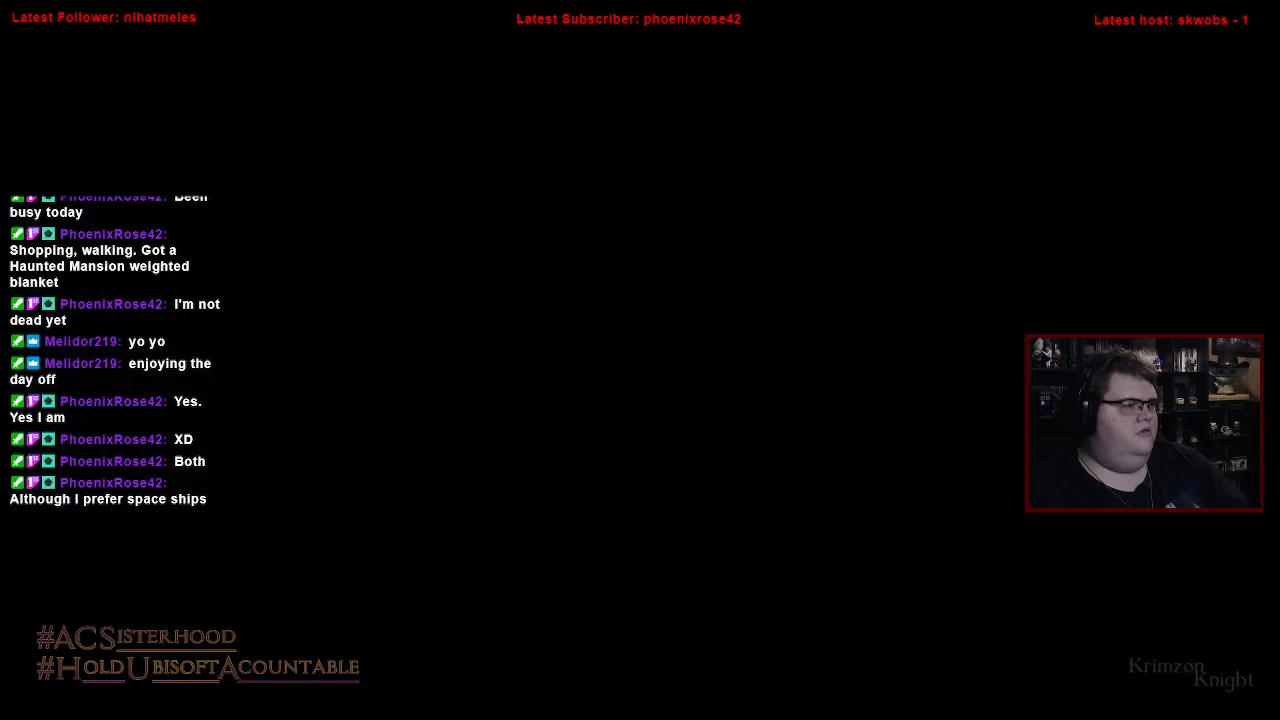 Latest Follower: nihatmeles
Latest Subscriber: phoenixrose42
Latest host: skwobs - 1
PhoenixRose42: Been
busy today
PhoenixRose42:
Shopping, walking. Got a
Haunted Mansion weighted
blanket
PhoenixRose42: I'm not
dead yet
Melidor219: yo yo
Melidor219: enjoying the
day off
PhoenixRose42: Yes.
Yes I am
PhoenixRose42: XD
PhoenixRose42: Both
PhoenixRose42:
Although I prefer space ships
#ACSisterhood
#HoldUbisoftAcountable
Krimzon
Knight